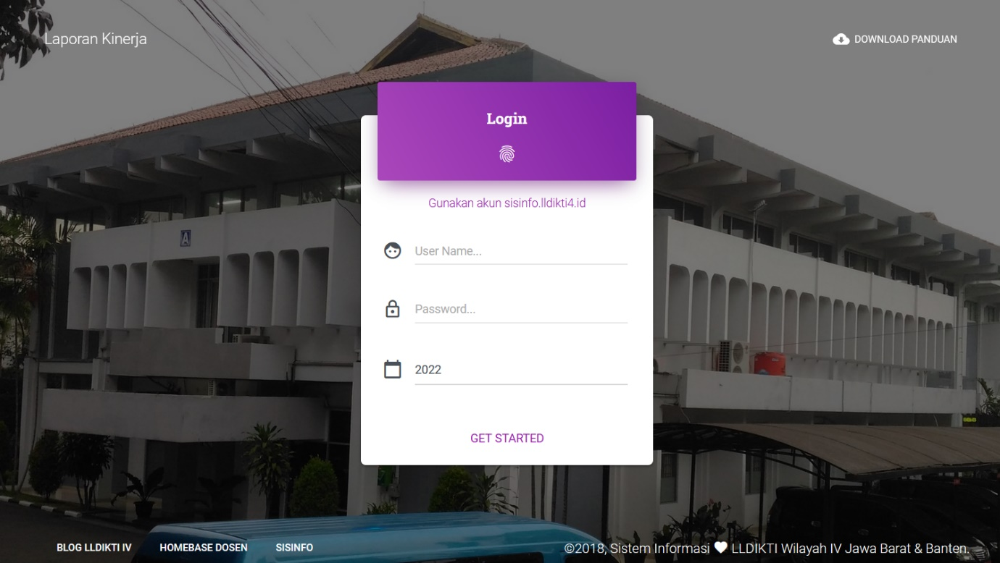 Laporan Kinerja
DOWNLOAD PANDUAN
Login
Gunakan akun sisinfo.lldikti4.id
User Name...
Password...
2022
GET STARTED
A
BLOG LLDIKTI IV
HOMEBASE DOSEN
SISINFO
©2018, Sistem Informasi LLDIKTI Wilayah IV Jawa Barat & Banten.